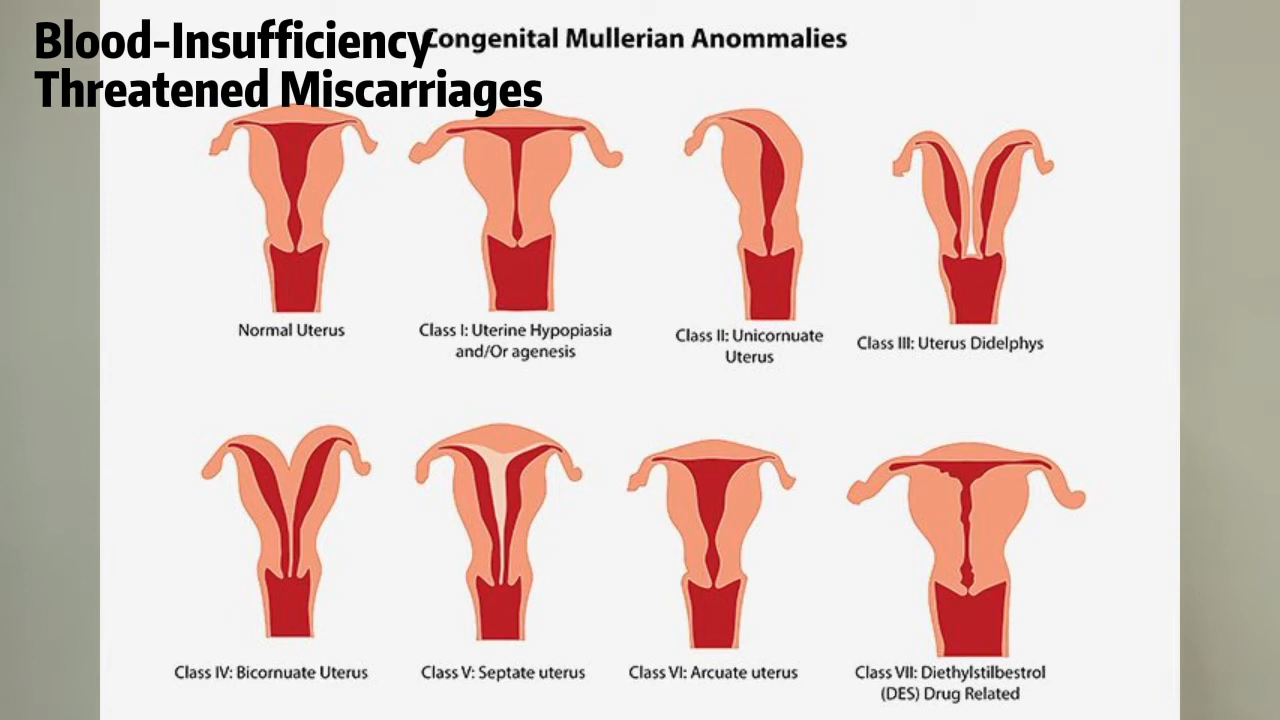 Blood-Insufficiency
Threatened Miscarriages
Congenital Mullerian Anommalies
Normal Uterus
Class I: Uterine Hypopiasia
and/Or agenesis
Class II: Unicornuate
Uterus
Class III: Uterus Didelphys
Class IV: Bicornuate Uterus
Class V: Septate uterus
Class VI: Arcuate uterus
Class VII: Diethylstilbestrol
(DES) Drug Related